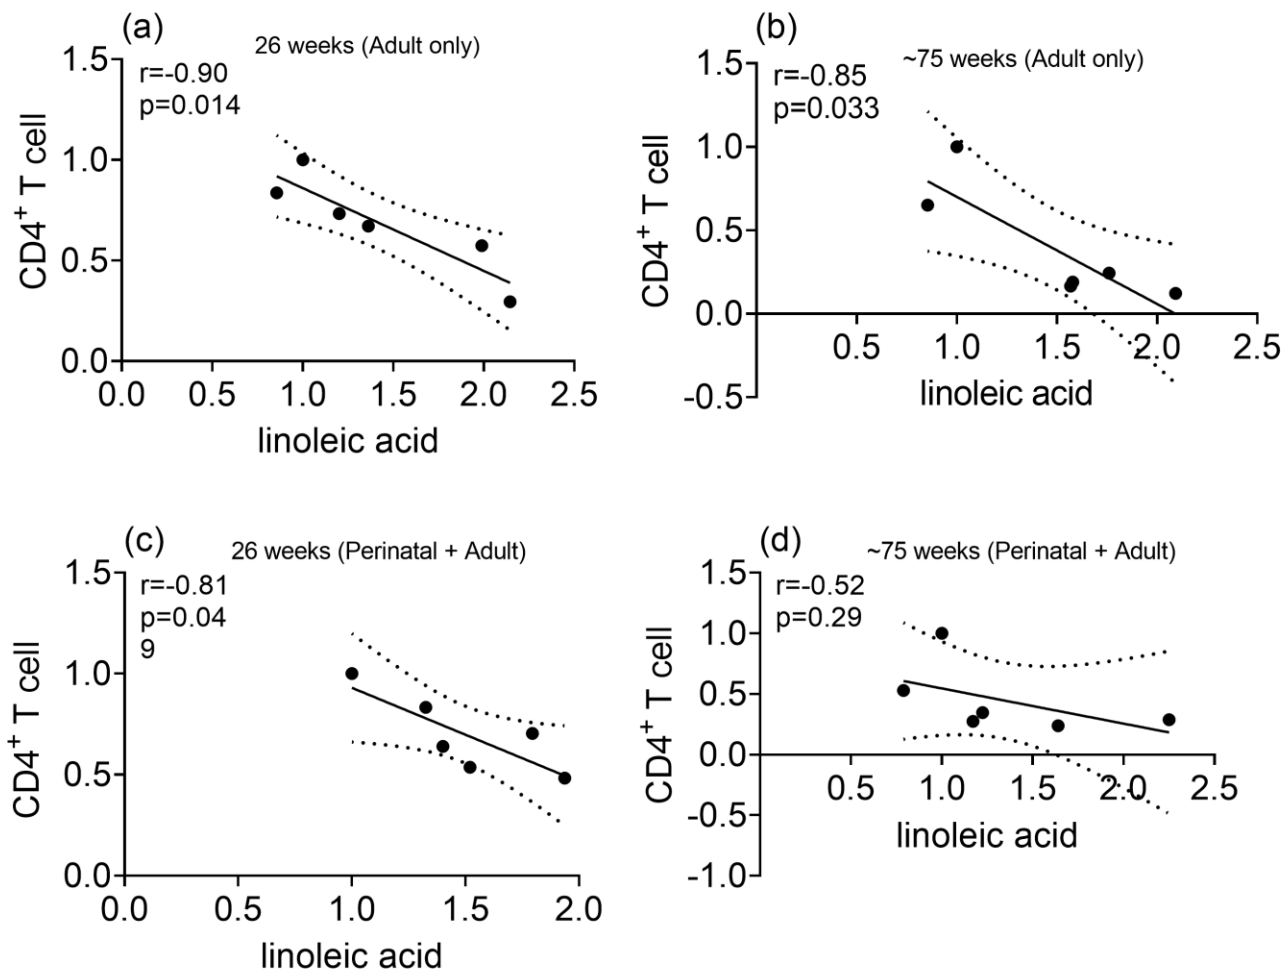 (a)
26 weeks (Adult only)
r=-0.90
p=0.014
CD4+ T cell
1.5
1.0
0.5
0.0
0.0 0.5 1.0 1.5 2.0 2.5
linoleic acid
(b)
~75 weeks (Adult only)
r=-0.85
p=0.033
CD4+ T cell
1.5
1.0
0.5
0.0
-0.5
0.5 1.0 1.5 2.0 2.5
linoleic acid
(c)
26 weeks (Perinatal + Adult)
r=-0.81
p=0.04
9
CD4+ T cell
1.5
1.0
0.5
0.0
0.0 0.5 1.0 1.5 2.0
linoleic acid
(d)
~75 weeks (Perinatal + Adult)
r=-0.52
p=0.29
CD4+ T cell
1.5
1.0
0.5
0.0
-0.5
-1.0
0.5 1.0 1.5 2.0 2.5
linoleic acid